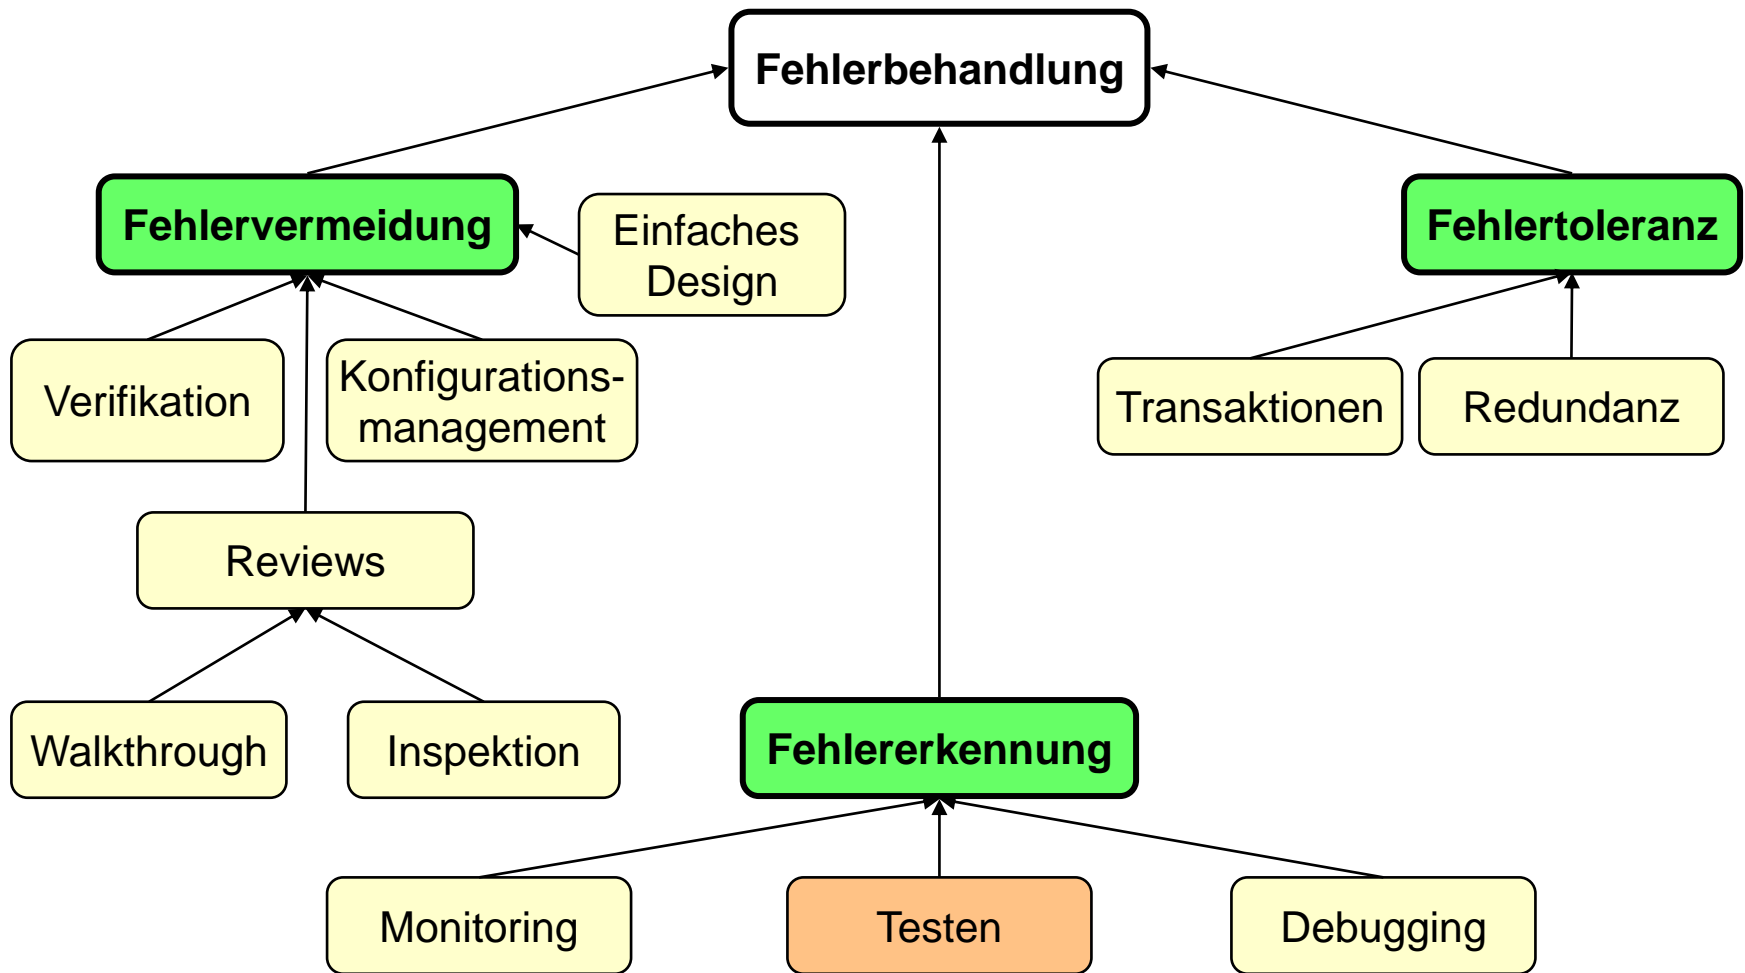 Fehlerbehandlung
Fehlervermeidung
Einfaches
Design
Fehlertoleranz
Verifikation
Konfigurations-
management
Transaktionen
Redundanz
Reviews
Walkthrough
Inspektion
Fehlererkennung
Monitoring
Testen
Debugging